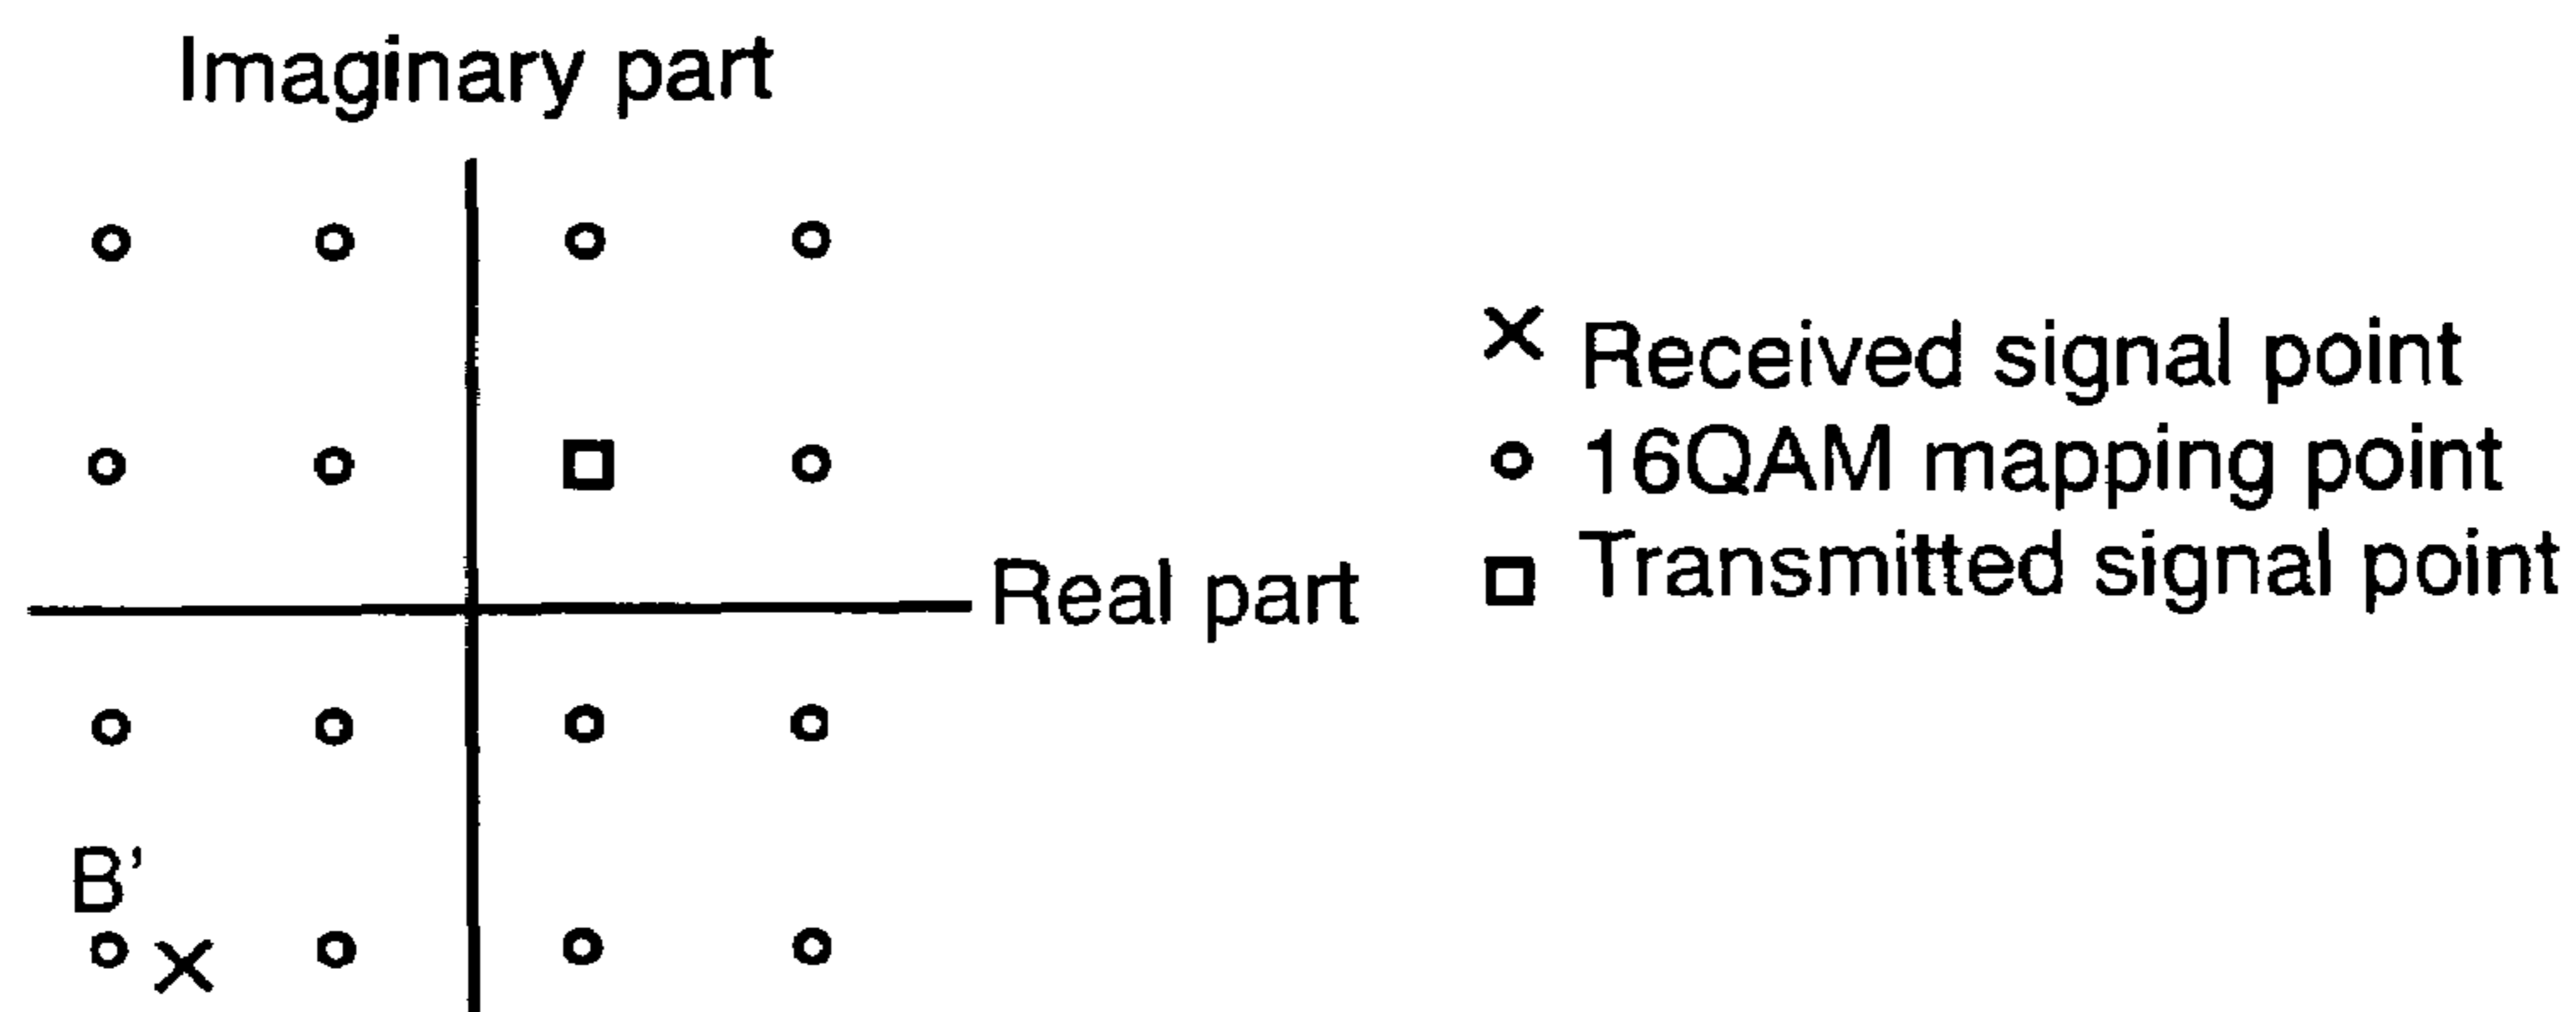 Imaginary part
Real part
B'
Received signal point
16QAM mapping point
Transmitted signal point